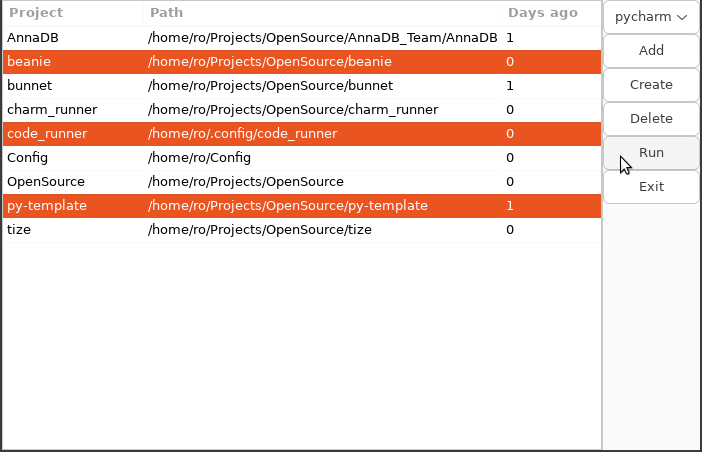 Project Path Days ago
AnnaDB /home/ro/Projects/OpenSource/AnnaDB_Team/AnnaDB 1
beanie /home/ro/Projects/OpenSource/beanie 0
bunnet /home/ro/Projects/OpenSource/bunnet 1
charm_runner /home/ro/Projects/OpenSource/charm_runner 0
code_runner /home/ro/.config/code_runner 0
Config /home/ro/Config 0
OpenSource /home/ro/Projects/OpenSource 0
py-template /home/ro/Projects/OpenSource/py-template 1
tize /home/ro/Projects/OpenSource/tize 0
pycharm
Add
Create
Delete
Run
Exit